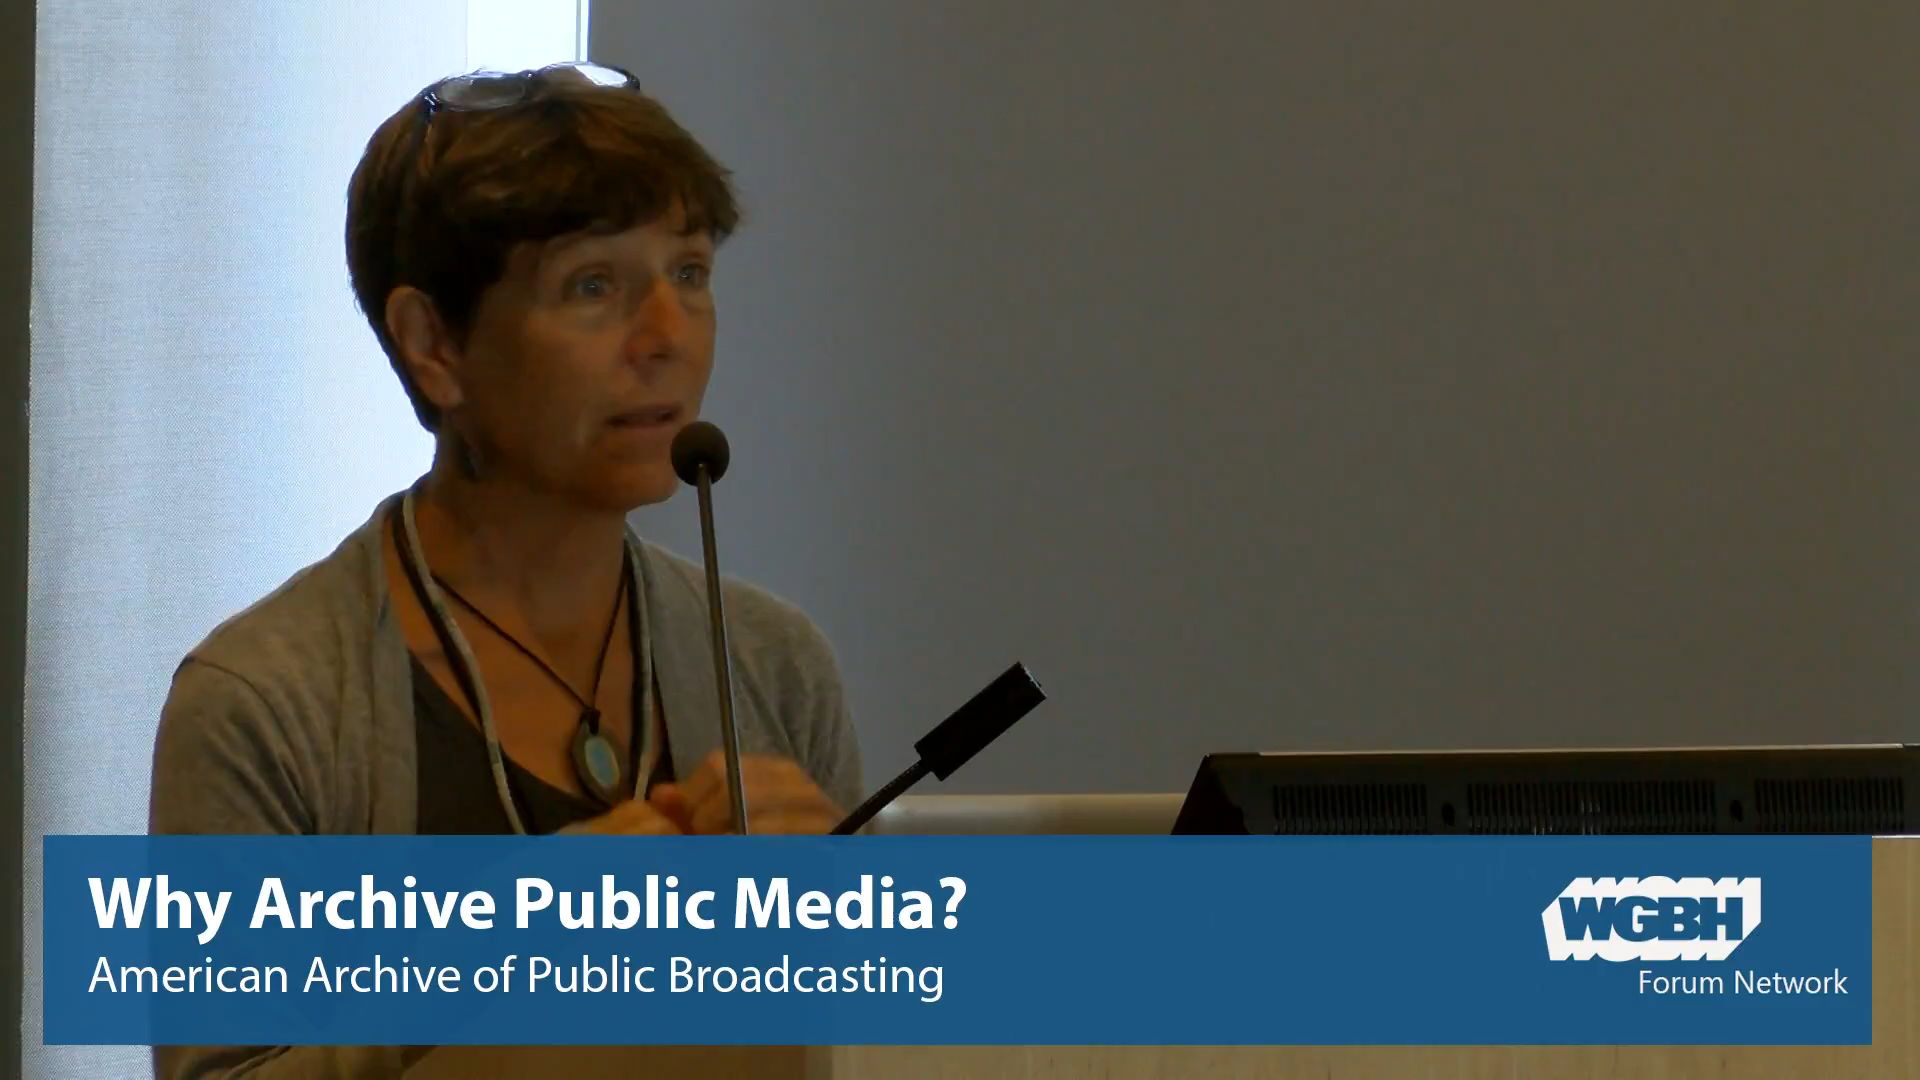 Why Archive Public Media?
American Archive of Public Broadcasting
WGBH
Forum Network